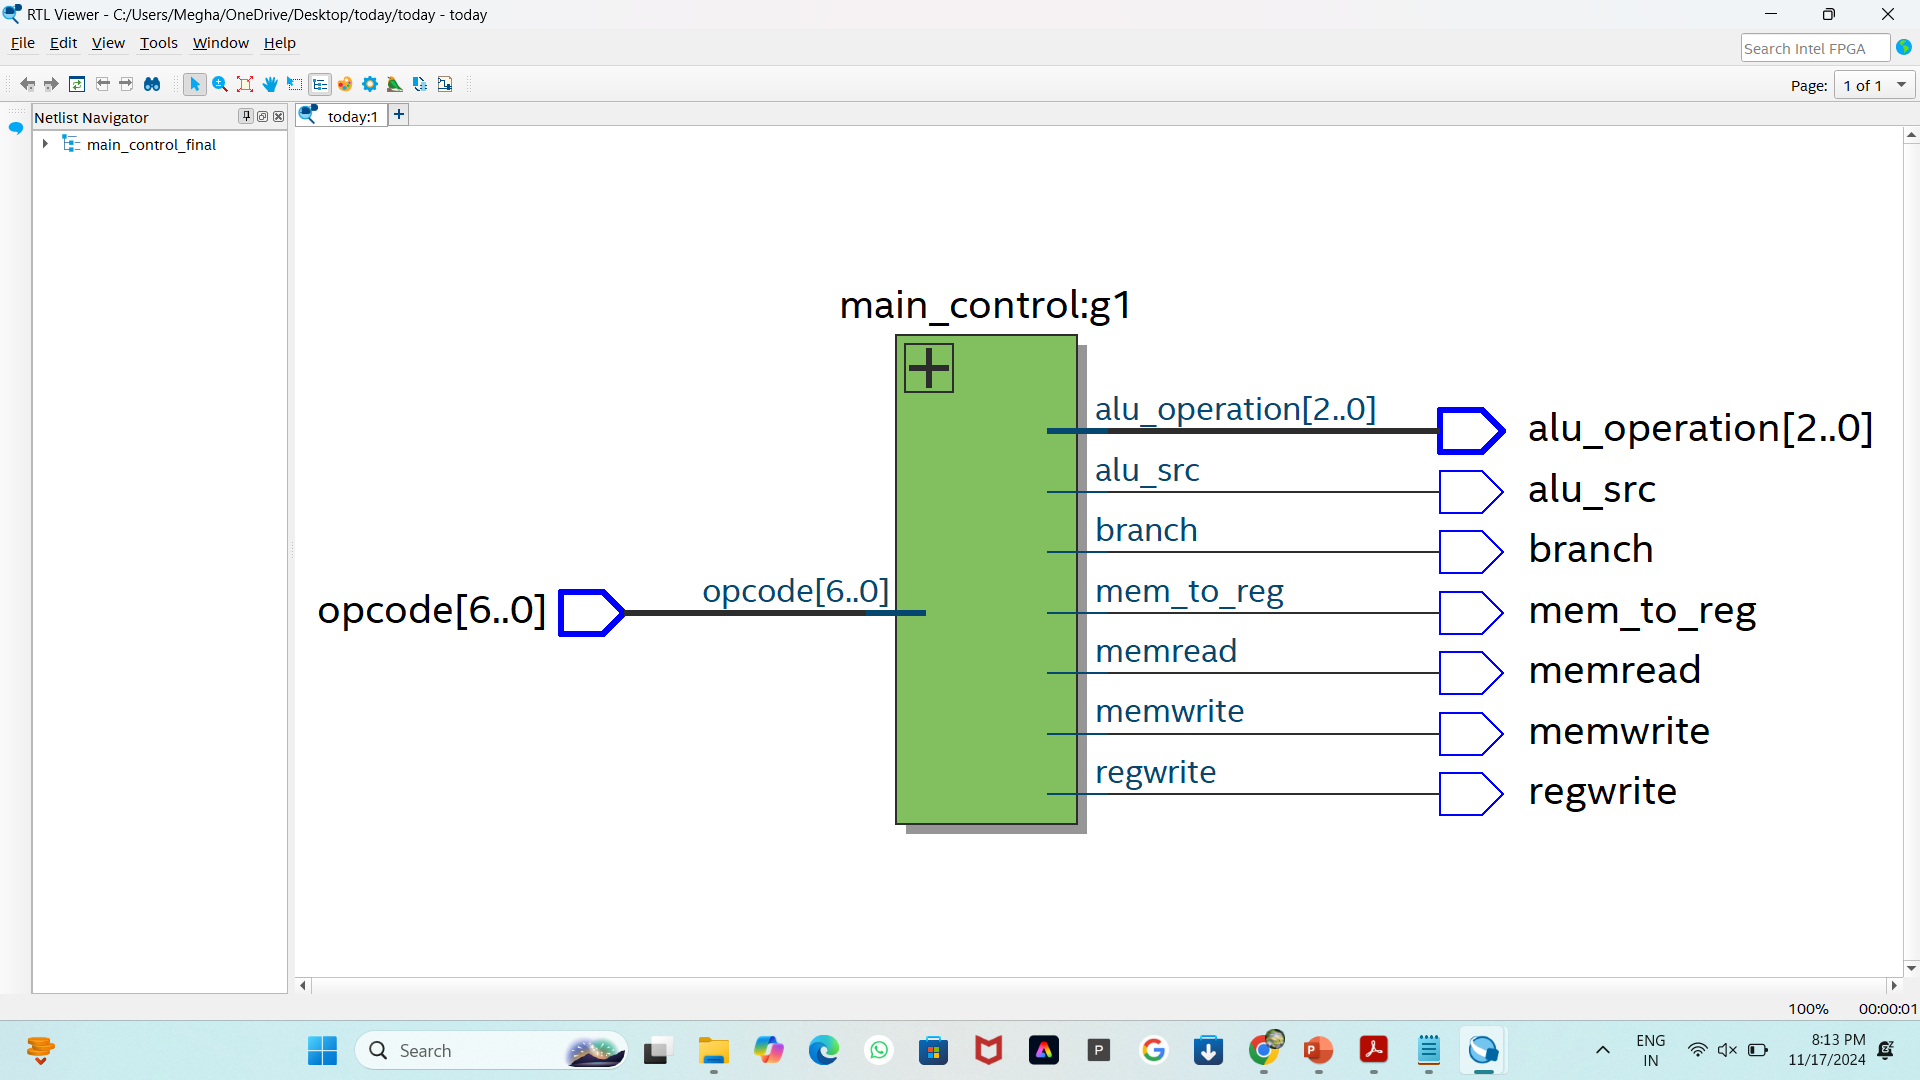 RTL Viewer - C:/Users/Megha/OneDrive/Desktop/today/today - today
File Edit View Tools Window Help
Search Intel FPGA
Page: 1 of 1
Netlist Navigator
today:1
main_control_final
main_control:g1
alu_operation[2..0] alu_operation[2..0]
alu_src alu_src
branch branch
opcode[6..0] opcode[6..0] mem_to_reg mem_to_reg
memread memread
memwrite memwrite
regwrite regwrite
100% 00:00:01
Search
P
P
ENG
IN
8:13 PM
11/17/2024